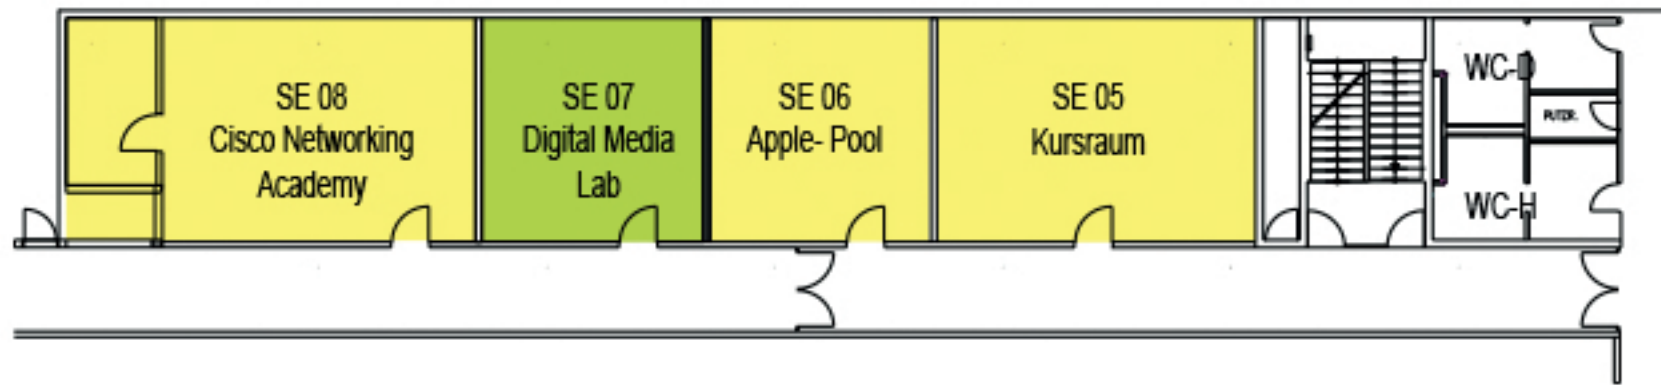 SE 08
Cisco Networking
Academy
SE 07
Digital Media
Lab
SE 06
Apple- Pool
SE 05
Kursraum
WC-D
PUTZR.
WC-H